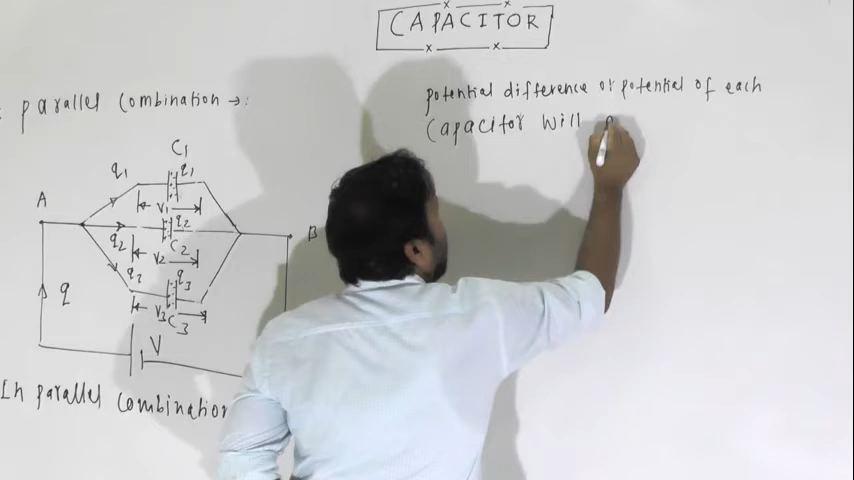 CAPACITOR
parallel Combination →:
potential difference or potential of each
Capacitor will
C1
q1
q1
A
V1
q2
q2
C2
V2
B
q3
q
V3
C3
V
In parallel combination